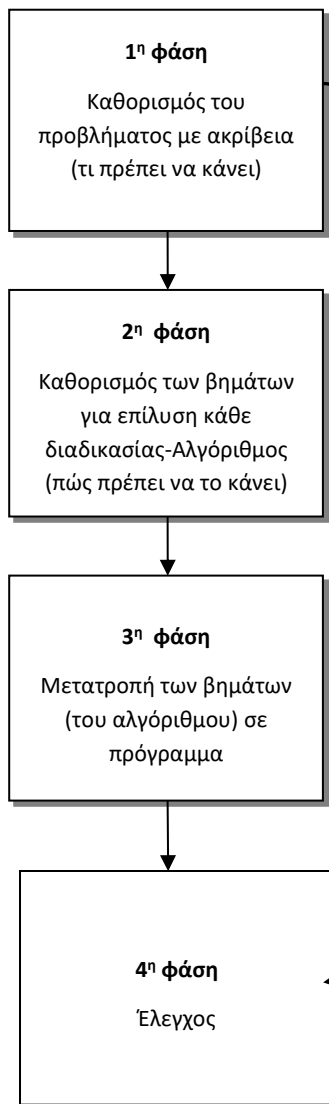 1η φάση
Καθορισμός του
προβλήματος με ακρίβεια
(τι πρέπει να κάνει)
2η φάση
Καθορισμός των βημάτων
για επίλυση κάθε
διαδικασίας-Αλγόριθμος
(πώς πρέπει να το κάνει)
3η φάση
Μετατροπή των βημάτων
(του αλγόριθμου) σε
πρόγραμμα
4η φάση
Έλεγχος